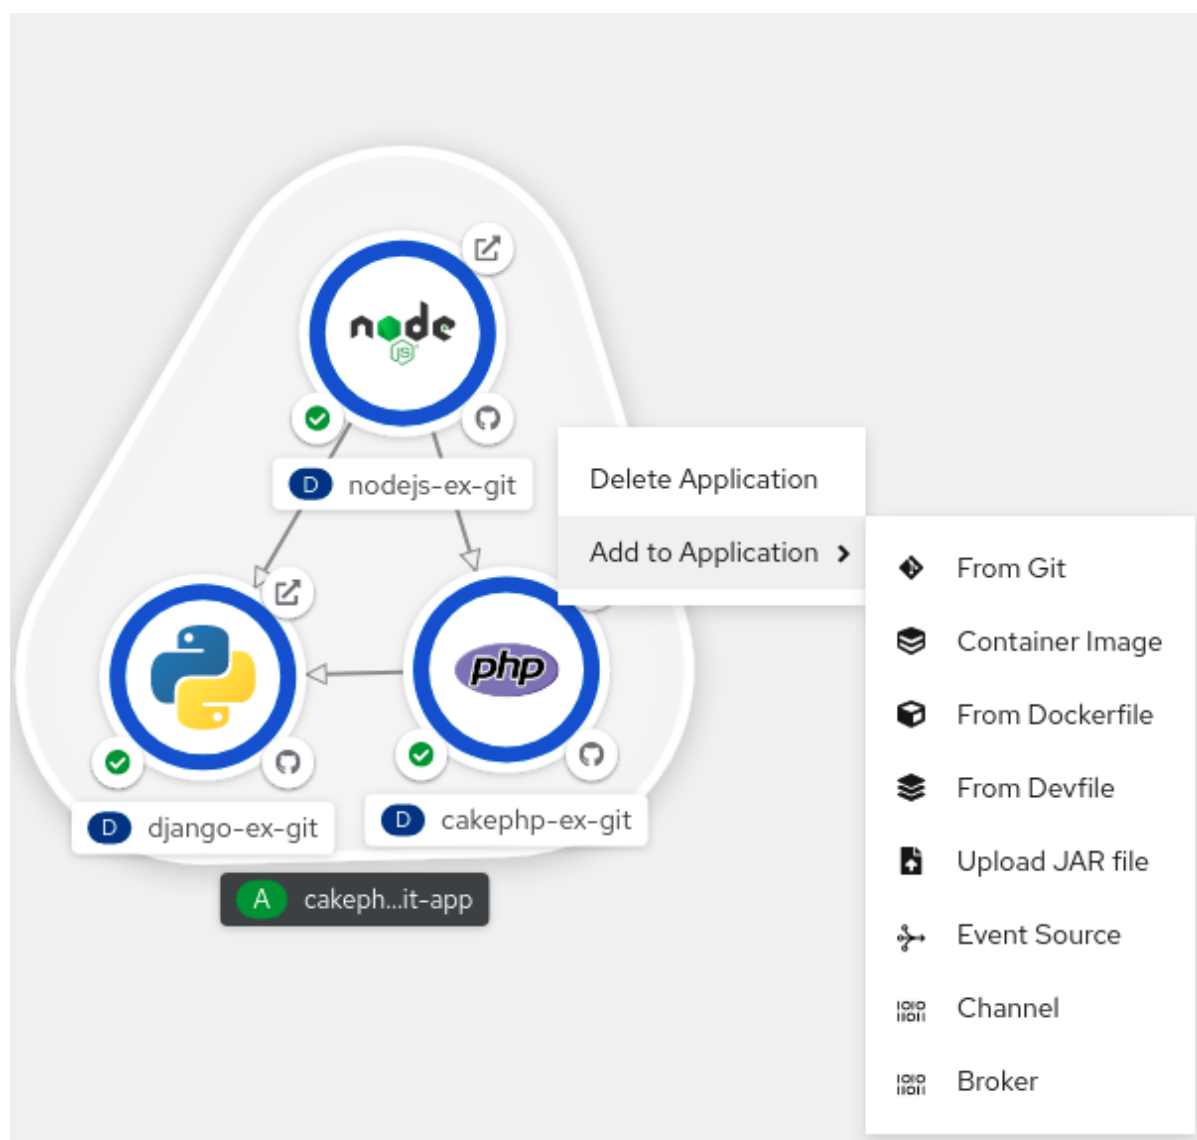 node
JS
D nodejs-ex-git
Delete Application
Add to Application
From Git
Container Image
From Dockerfile
From Devfile
Upload JAR file
Event Source
Channel
Broker
php
D django-ex-git
D cakephp-ex-git
A cakeph...it-app